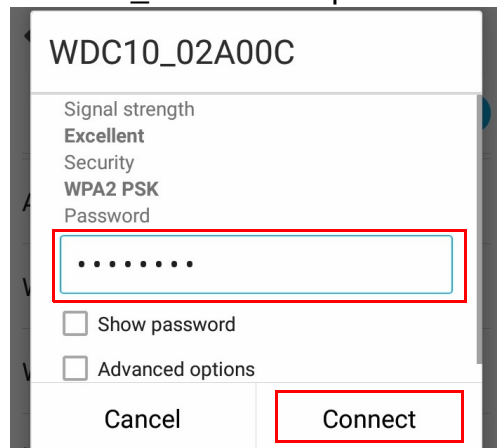 WDC10_02A00C
Signal strength
Excellent
Security
WPA2 PSK
Password
••••••••
Show password
Advanced options
Cancel
Connect